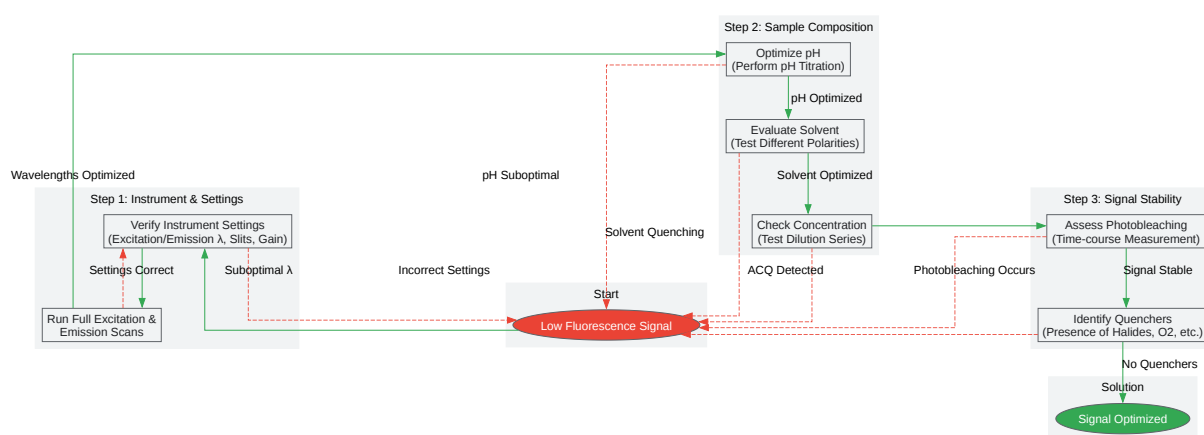 Step 2: Sample Composition
Optimize pH
(Perform pH Titration)
pH Optimized
Evaluate Solvent
(Test Different Polarities)
Wavelengths Optimized
pH Suboptimal
Solvent Optimized
Step 1: Instrument & Settings
Step 3: Signal Stability
Verify Instrument Settings
(Excitation/Emission λ, Slits, Gain)
Check Concentration
(Test Dilution Series)
Assess Photobleaching
(Time-course Measurement)
Solvent Quenching
Settings Correct
Suboptimal λ
Incorrect Settings
ACQ Detected
Photobleaching Occurs
Signal Stable
Start
Run Full Excitation &
Emission Scans
Low Fluorescence Signal
Identify Quenchers
(Presence of Halides, O2, etc.)
No Quenchers
Solution
Signal Optimized